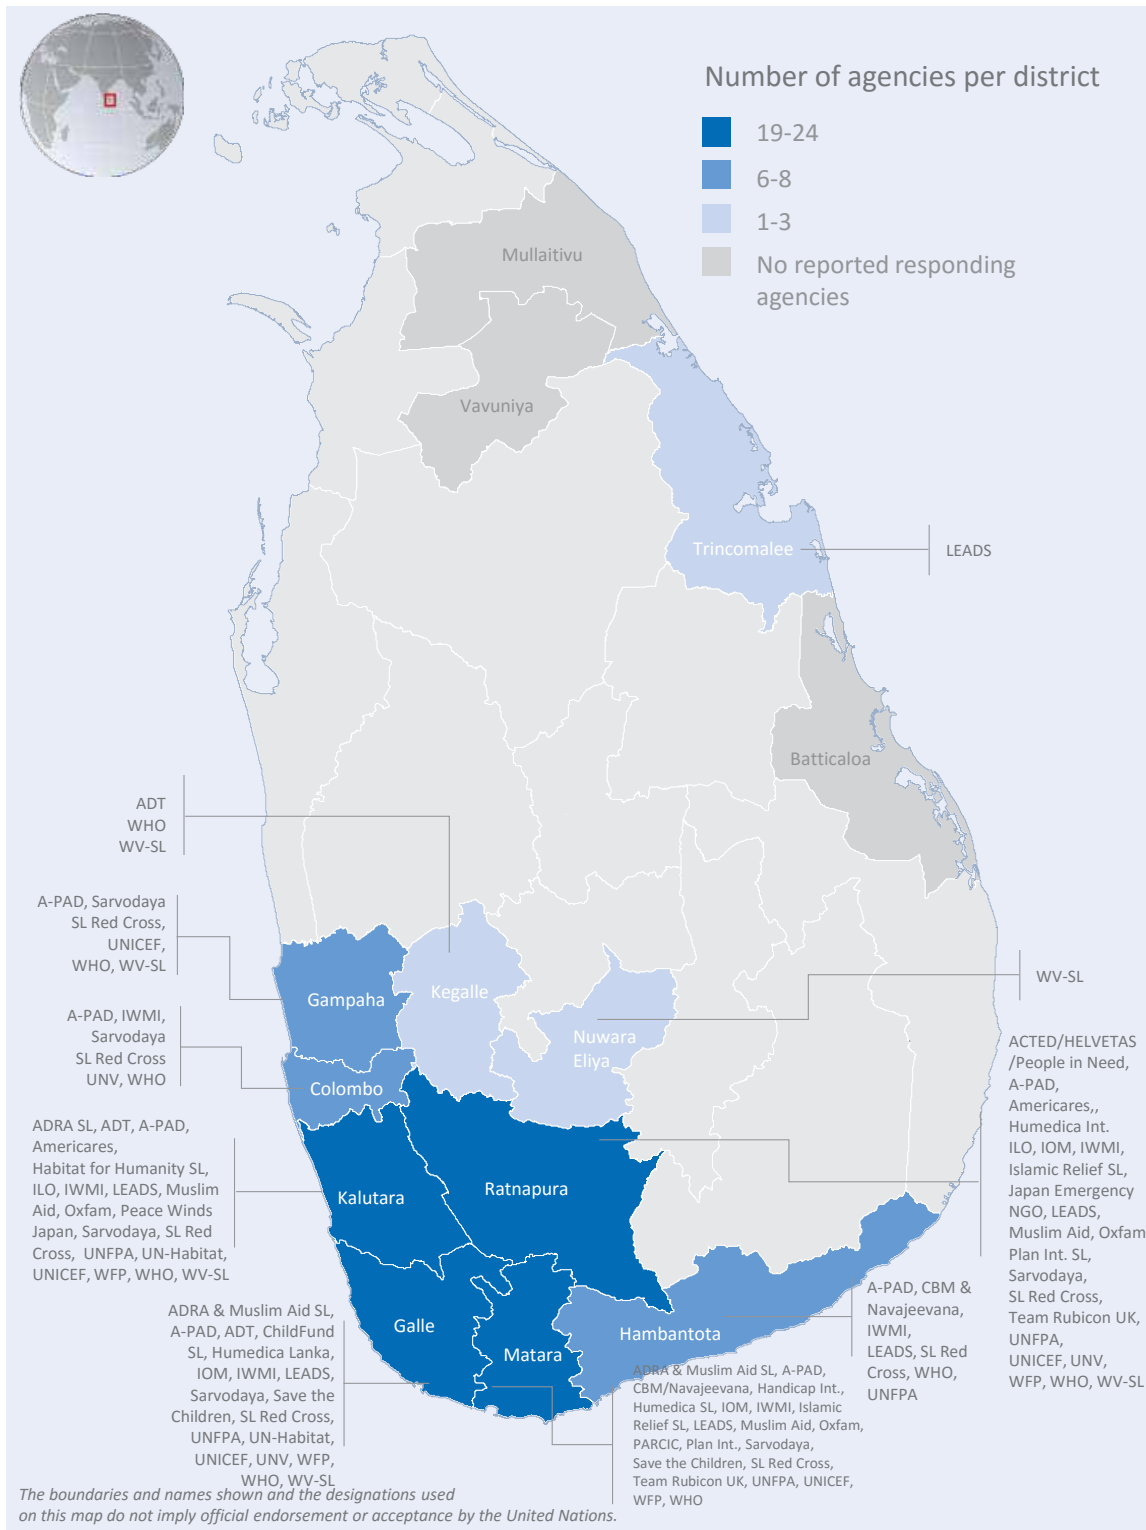 Number of agencies per district
19-24
6-8
1-3
No reported responding
agencies
Mullaitivu
Vavuniya
Trincomalee
LEADS
Batticaloa
ADT
WHO
WV-SL
A-PAD, Sarvodaya
SL Red Cross,
UNICEF,
WHO, WV-SL
Gampaha
Kegalle
Nuwara
Eliya
WV-SL
A-PAD, IWMI,
Sarvodaya
SL Red Cross
UNV, WHO
Colombo
ADRA SL, ADT, A-PAD,
Americares,
Habitat for Humanity SL,
ILO, IWMI, LEADS, Muslim
Aid, Oxfam, Peace Winds
Japan, Sarvodaya, SL Red
Cross, UNFPA, UN-Habitat,
UNICEF, WFP, WHO, WV-SL
Kalutara
Ratnapura
ACTED/HELVETAS
/People in Need,
A-PAD,
Americares,,
Humedica Int.
ILO, IOM, IWMI,
Islamic Relief SL,
Japan Emergency
NGO, LEADS,
Muslim Aid, Oxfam
Plan Int. SL,
Sarvodaya,
SL Red Cross,
Team Rubicon UK,
UNFPA,
UNICEF, UNV,
WFP, WHO, WV-SL
ADRA & Muslim Aid SL,
A-PAD, ADT, ChildFund
SL, Humedica Lanka,
IOM, IWMI, LEADS,
Sarvodaya, Save the
Children, SL Red Cross,
UNFPA, UN-Habitat,
UNICEF, UNV, WFP,
WHO, WV-SL
Galle
Matara
Hambantota
A-PAD, CBM &
Navajeevana,
IWMI,
LEADS, SL Red
Cross, WHO,
UNFPA
ADRA & Muslim Aid SL, A-PAD,
CBM/Navajeevana, Handicap Int.,
Humedica SL, IOM, IWMI, Islamic
Relief SL, LEADS, Muslim Aid, Oxfam,
PARCIC, Plan Int., Sarvodaya,
Save the Children, SL Red Cross,
Team Rubicon UK, UNFPA, UNICEF,
WFP, WHO
The boundaries and names shown and the designations used
on this map do not imply official endorsement or acceptance by the United Nations.